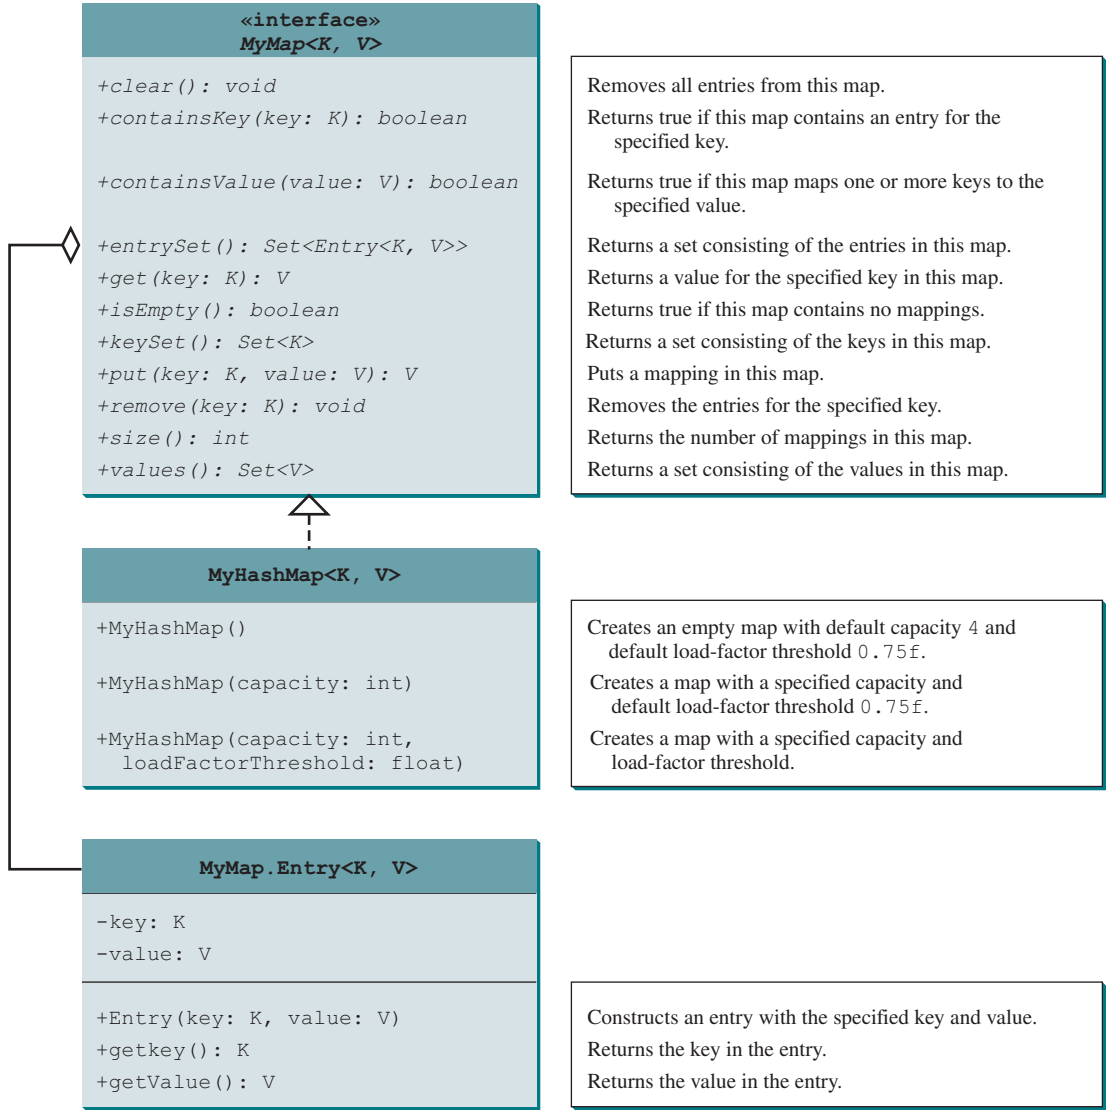 «interface»
MyMap<K, V>
+clear(): void
+containsKey(key: K): boolean
+containsValue(value: V): boolean
+entrySet(): Set<Entry<K, V>>
+get(key: K): V
+isEmpty(): boolean
+keySet(): Set<K>
+put(key: K, value: V): V
+remove(key: K): void
+size(): int
+values(): Set<V>
Removes all entries from this map.
Returns true if this map contains an entry for the
specified key.
Returns true if this map maps one or more keys to the
specified value.
Returns a set consisting of the entries in this map.
Returns a value for the specified key in this map.
Returns true if this map contains no mappings.
Returns a set consisting of the keys in this map.
Puts a mapping in this map.
Removes the entries for the specified key.
Returns the number of mappings in this map.
Returns a set consisting of the values in this map.
MyHashMap<K, V>
+MyHashMap()
+MyHashMap(capacity: int)
+MyHashMap(capacity: int,
loadFactorThreshold: float)
Creates an empty map with default capacity 4 and
default load-factor threshold 0.75f.
Creates a map with a specified capacity and
default load-factor threshold 0.75f.
Creates a map with a specified capacity and
load-factor threshold.
MyMap.Entry<K, V>
-key: K
-value: V
+Entry(key: K, value: V)
+getkey(): K
+getValue(): V
Constructs an entry with the specified key and value.
Returns the key in the entry.
Returns the value in the entry.